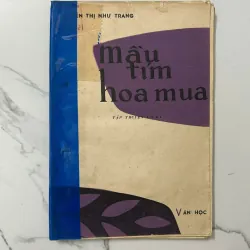 THỊ NHƯ TRANG
mầu
tím
hoa mua
VĂN HỌC